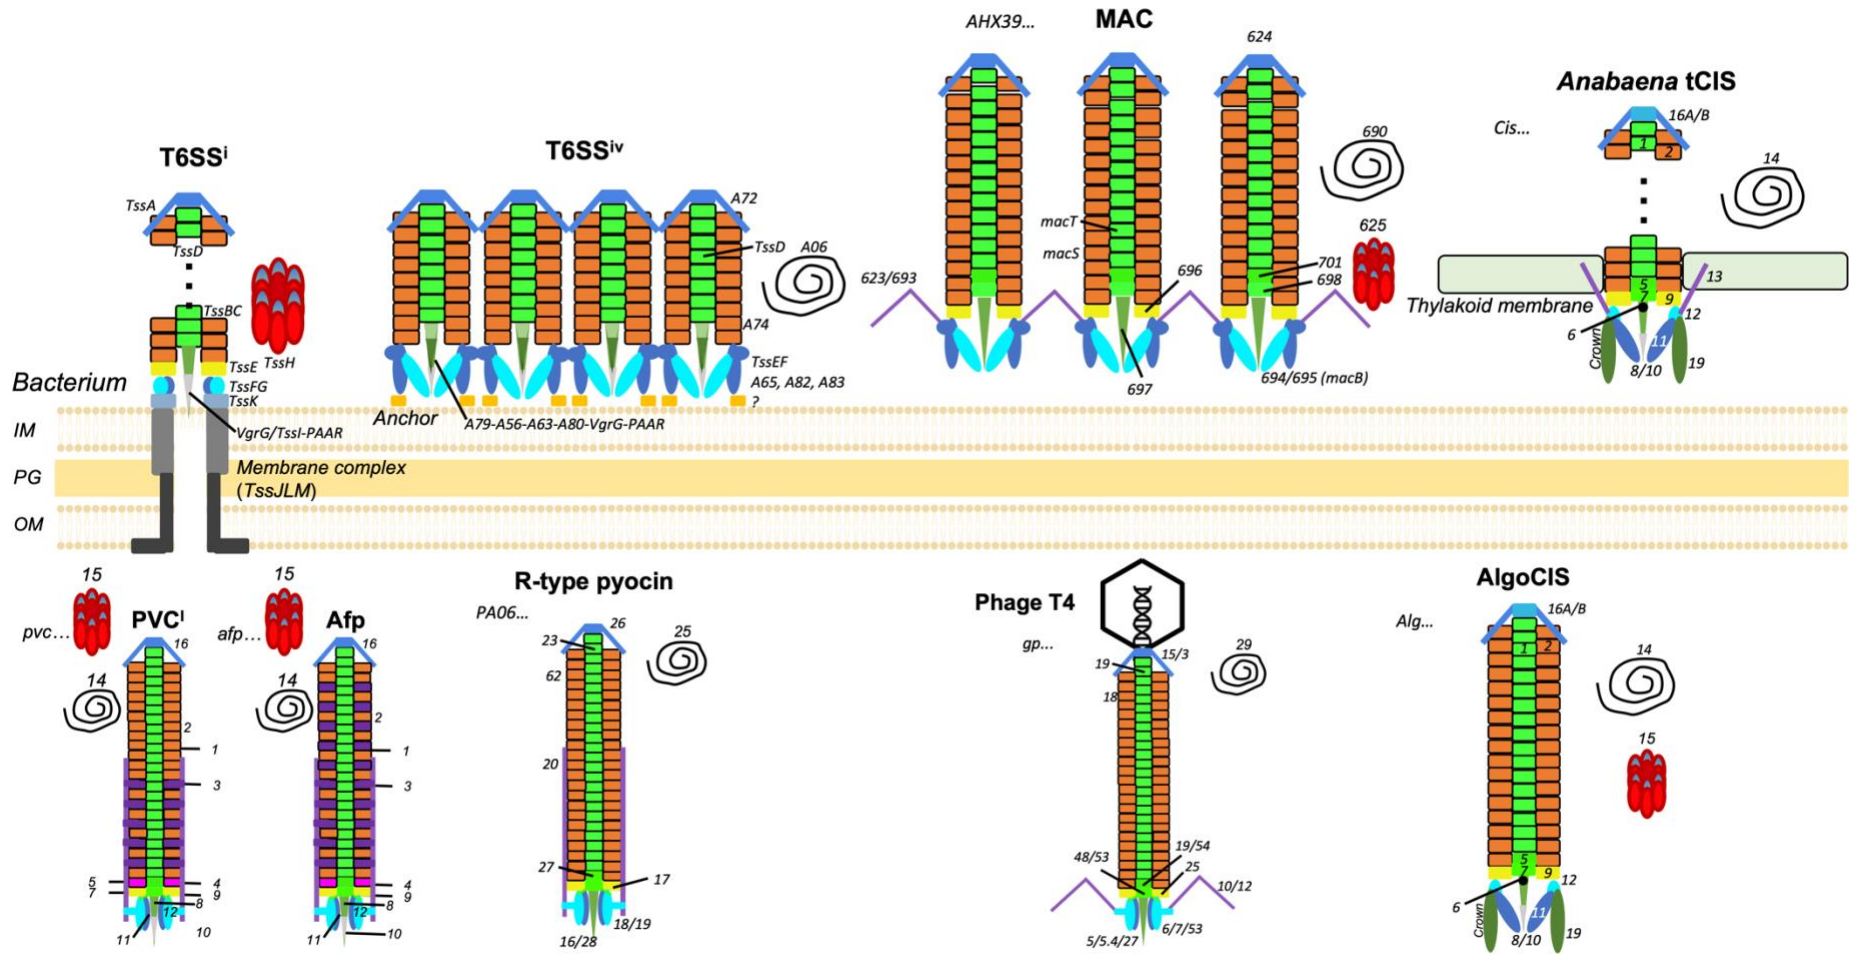 T6SSi
TssA
TssD
TssBC
TssE
TssH
TssFG
TssK
VgrG/TssI-PAAR
Membrane complex
(TssJLM)
Bacterium
IM
PG
OM
T6SSiv
A72
TssD
A06
A74
TssEF
A65, A82, A83
?
Anchor
A79-A56-A63-A80-VgrG-PAAR
AHX39...
MAC
624
690
macT
macS
625
701
698
696
623/693
697
694/695 (macB)
Anabaena tCIS
Cis...
16A/B
1
2
14
5
7
9
13
Thylakoid membrane
6
12
Crown
11
19
8/10
15
pvc...
PVCI
16
14
2
1
3
5
4
7
9
8
12
11
10
15
afp...
Afp
16
14
2
1
3
4
9
8
12
11
10
R-type pyocin
PA06...
26
23
25
62
20
27
17
18/19
16/28
Phage T4
gp...
15/3
19
29
18
48/53
19/54
25
10/12
5/5.4/27
6/7/53
AlgoCIS
Alg...
16A/B
1
2
14
15
5
7
9
12
6
Crown
11
19
8/10